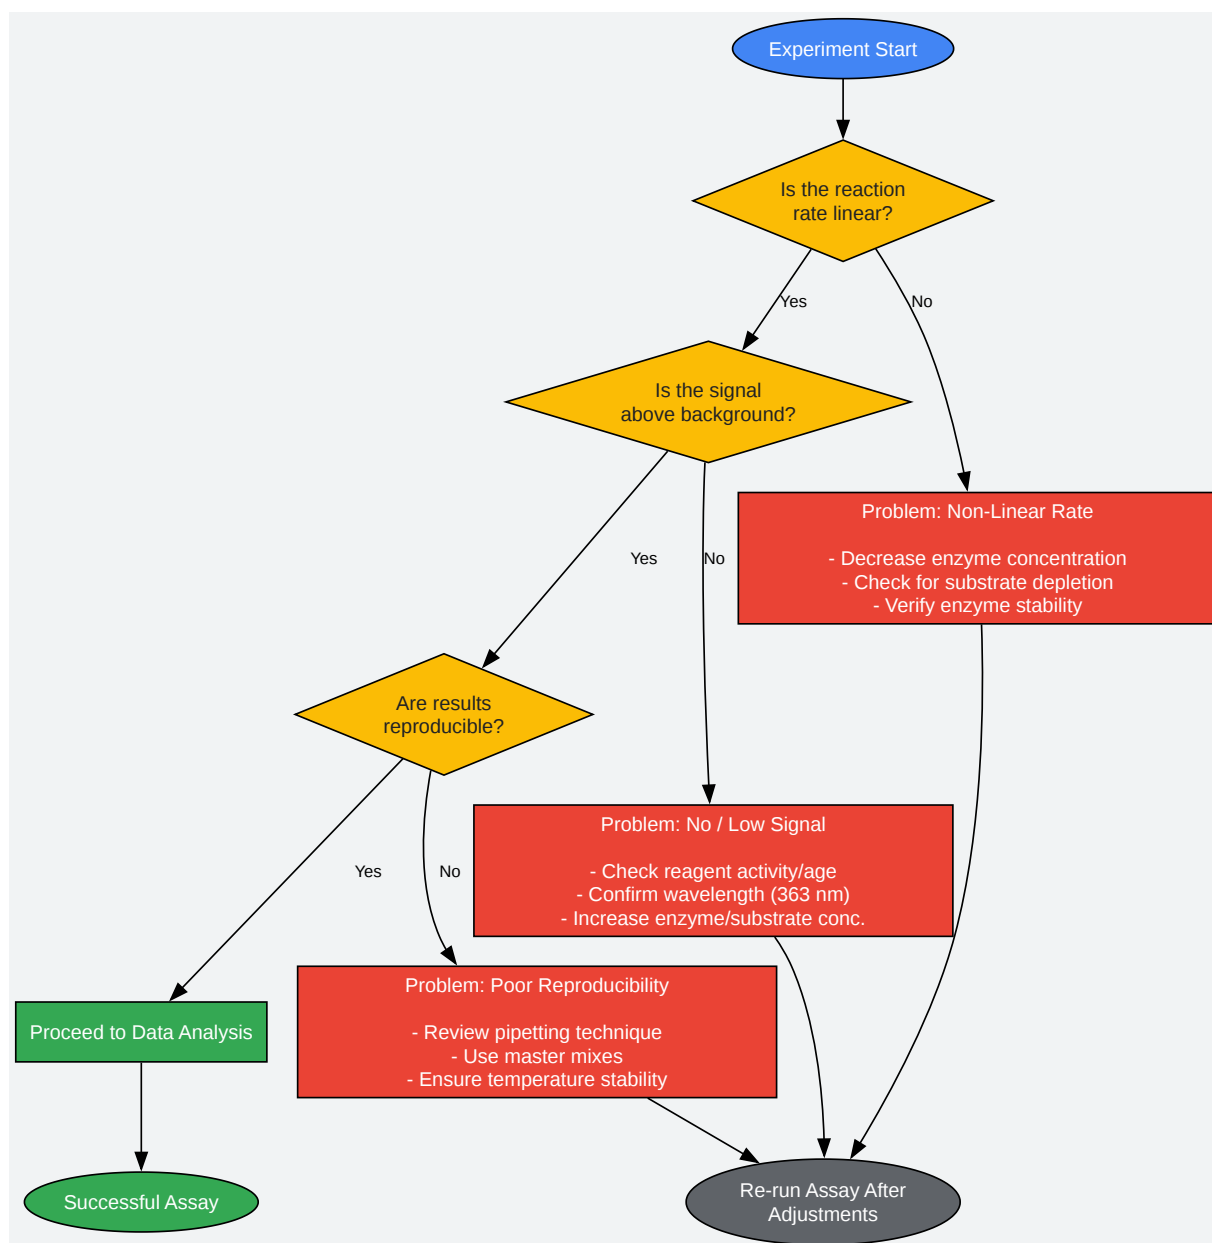 Experiment Start
Is the reaction
rate linear?
Yes
No
Is the signal
above background?
Problem: Non-Linear Rate
- Decrease enzyme concentration
- Check for substrate depletion
- Verify enzyme stability
Yes
No
Are results
reproducible?
Problem: No / Low Signal
- Check reagent activity/age
- Confirm wavelength (363 nm)
- Increase enzyme/substrate conc.
Yes
No
Problem: Poor Reproducibility
- Review pipetting technique
- Use master mixes
- Ensure temperature stability
Proceed to Data Analysis
Successful Assay
Re-run Assay After
Adjustments